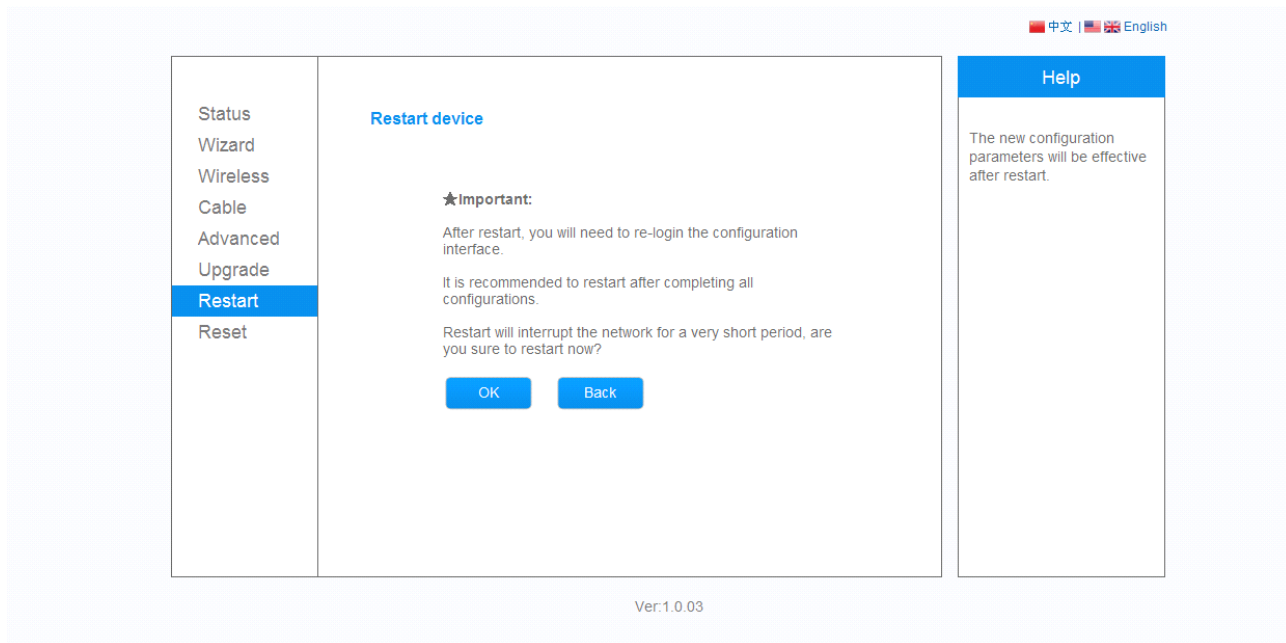 中文 | English
Status
Wizard
Wireless
Cable
Advanced
Upgrade
Restart
Reset
Restart device
★Important:
After restart, you will need to re-login the configuration
interface.
It is recommended to restart after completing all
configurations.
Restart will interrupt the network for a very short period, are
you sure to restart now?
OK Back
Help
The new configuration
parameters will be effective
after restart.
Ver:1.0.03